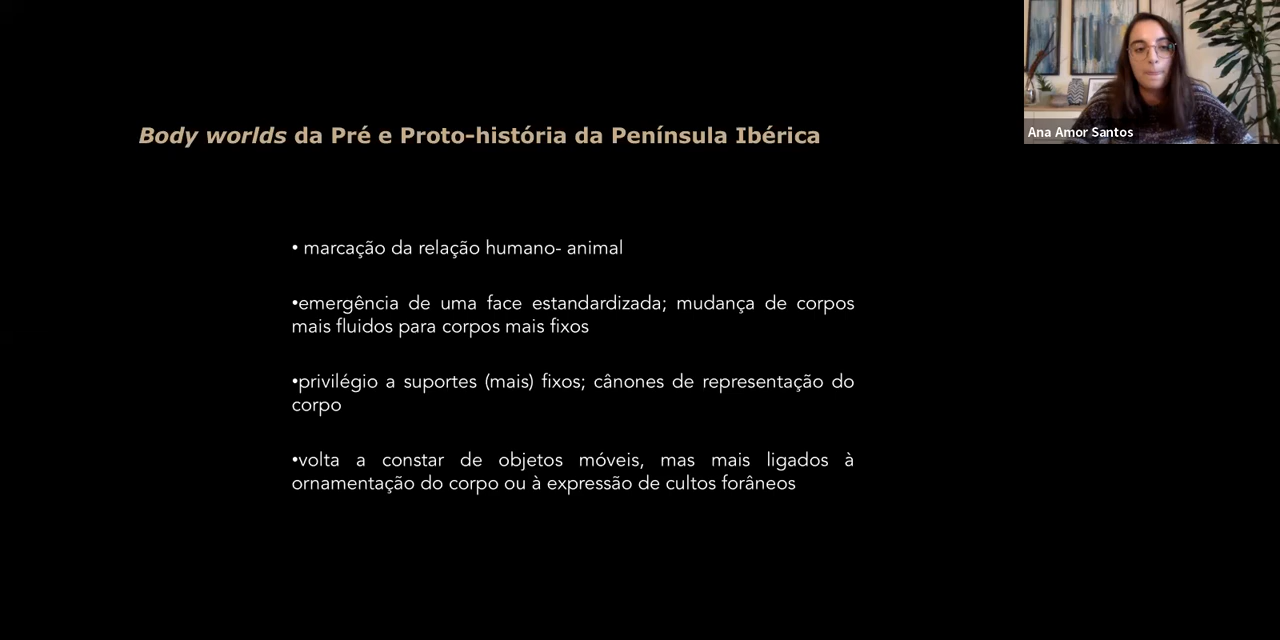 Body worlds da Pré e Proto-história da Península Ibérica
Ana Amor Santos
• marcação da relação humano- animal
•emergência de uma face estandardizada; mudança de corpos
mais fluidos para corpos mais fixos
•privilégio a suportes (mais) fixos; cânones de representação do
corpo
•volta a constar de objetos móveis, mas mais ligados à
ornamentação do corpo ou à expressão de cultos forâneos